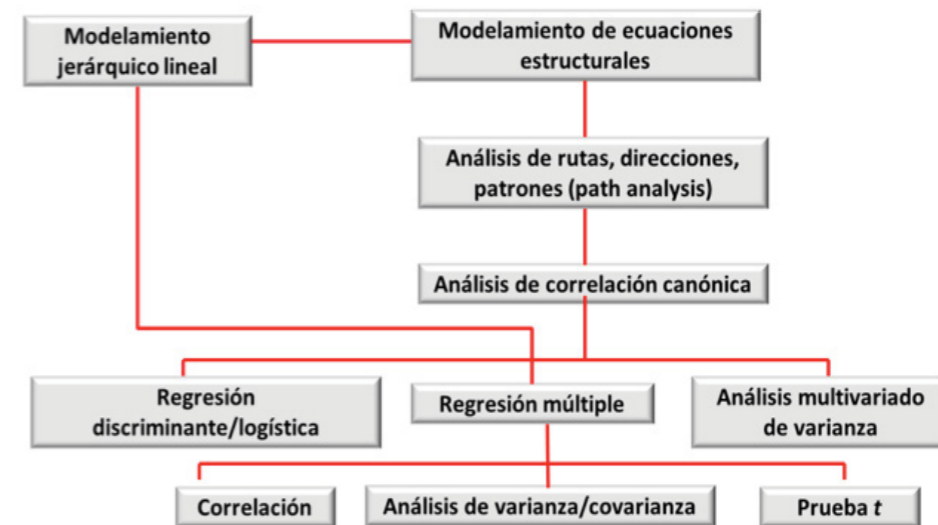 Modelamiento
jerárquico lineal
Modelamiento de ecuaciones
estructurales
Análisis de rutas, direcciones,
patrones (path analysis)
Análisis de correlación canónica
Regresión
discriminante/logística
Regresión múltiple
Análisis multivariado
de varianza
Correlación
Análisis de varianza/covarianza
Prueba t